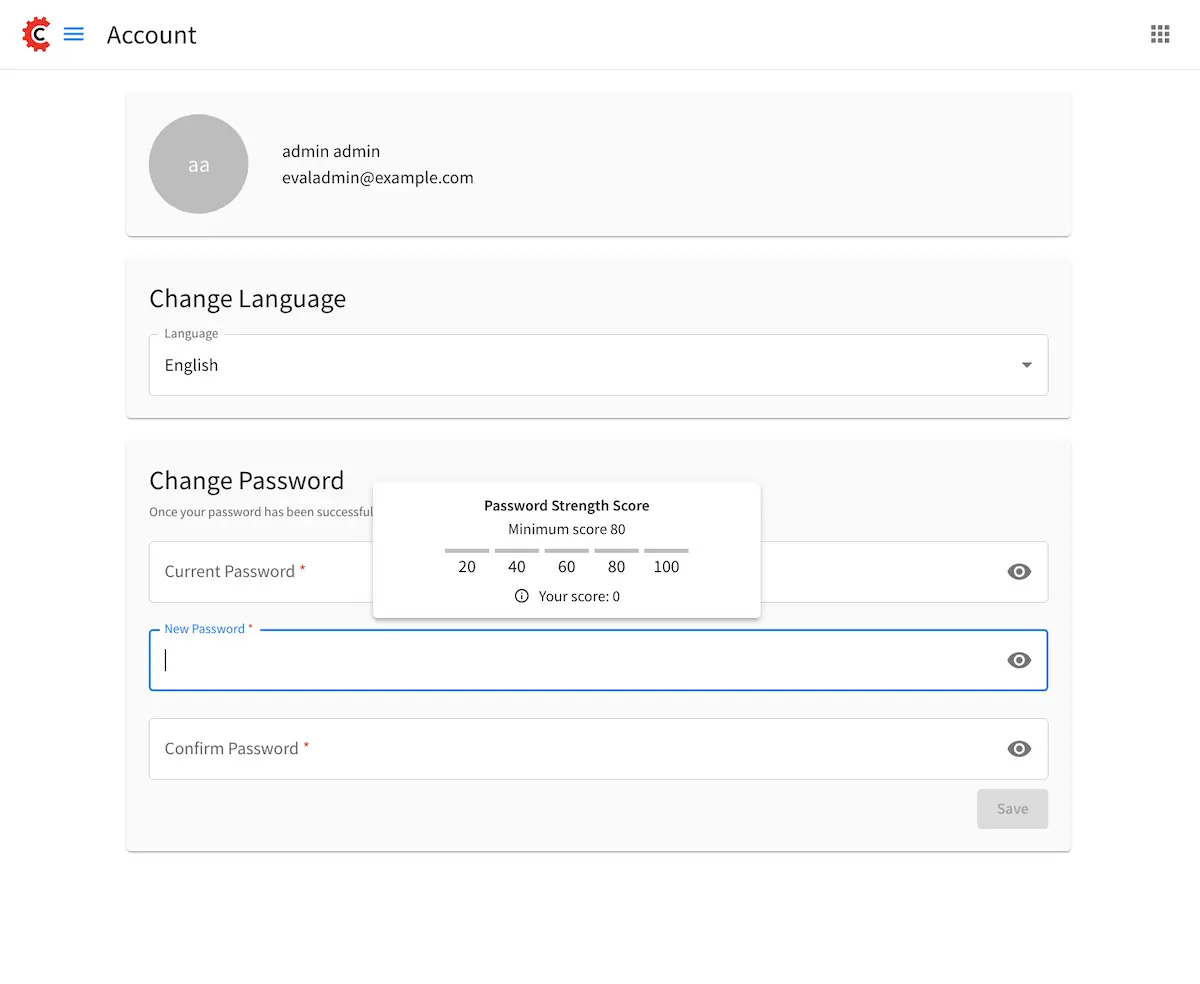 C
Account
aa
admin admin
evaladmin@example.com
Change Language
Language
English
Change Password
Once your password has been successful
Password Strength Score
Minimum score 80
20 40 60 80 100
Your score: 0
Current Password *
New Password *
Confirm Password *
Save